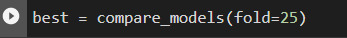 best = compare_models(fold=25)